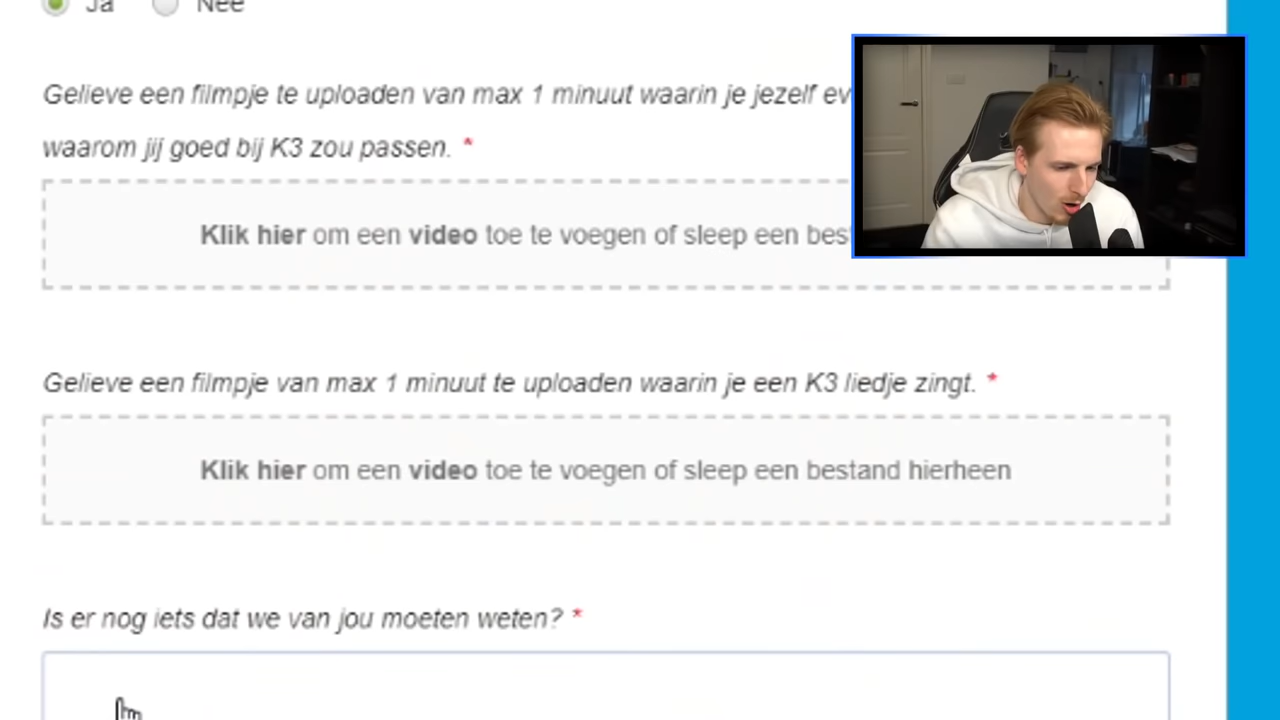 Ja Nee
Gelieve een filmpje te uploaden van max 1 minuut waarin je jezelf ev
waarom jij goed bij K3 zou passen. *
Klik hier om een video toe te voegen of sleep een bes
Gelieve een filmpje van max 1 minuut te uploaden waarin je een K3 liedje zingt. *
Klik hier om een video toe te voegen of sleep een bestand hierheen
Is er nog iets dat we van jou moeten weten? *